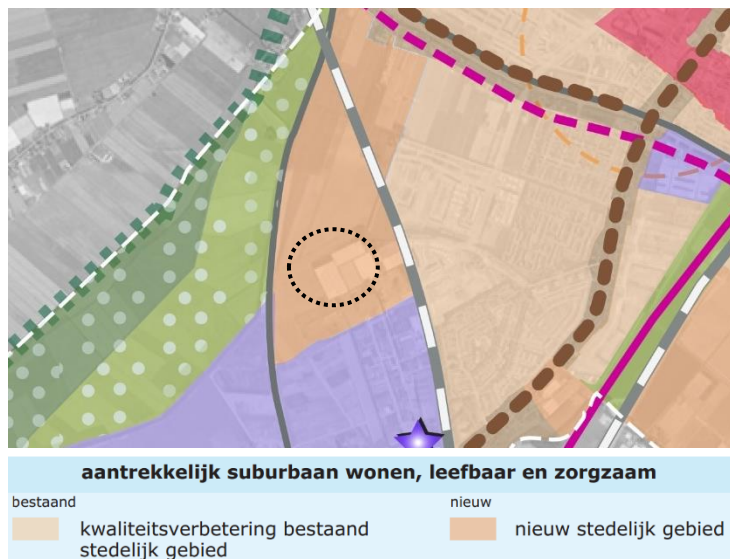 aantrekkelijk suburbaan wonen, leefbaar en zorgzaam
bestaand
kwaliteitsverbetering bestaand
stedelijk gebied
nieuw
nieuw stedelijk gebied